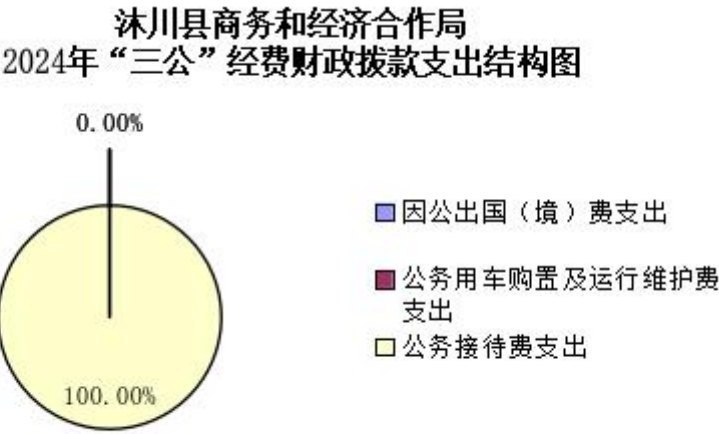 沐川县商务和经济合作局
2024年“三公”经费财政拨款支出结构图
0.00%
因公出国（境）费支出
公务用车购置及运行维护费
支出
公务接待费支出
100.00%